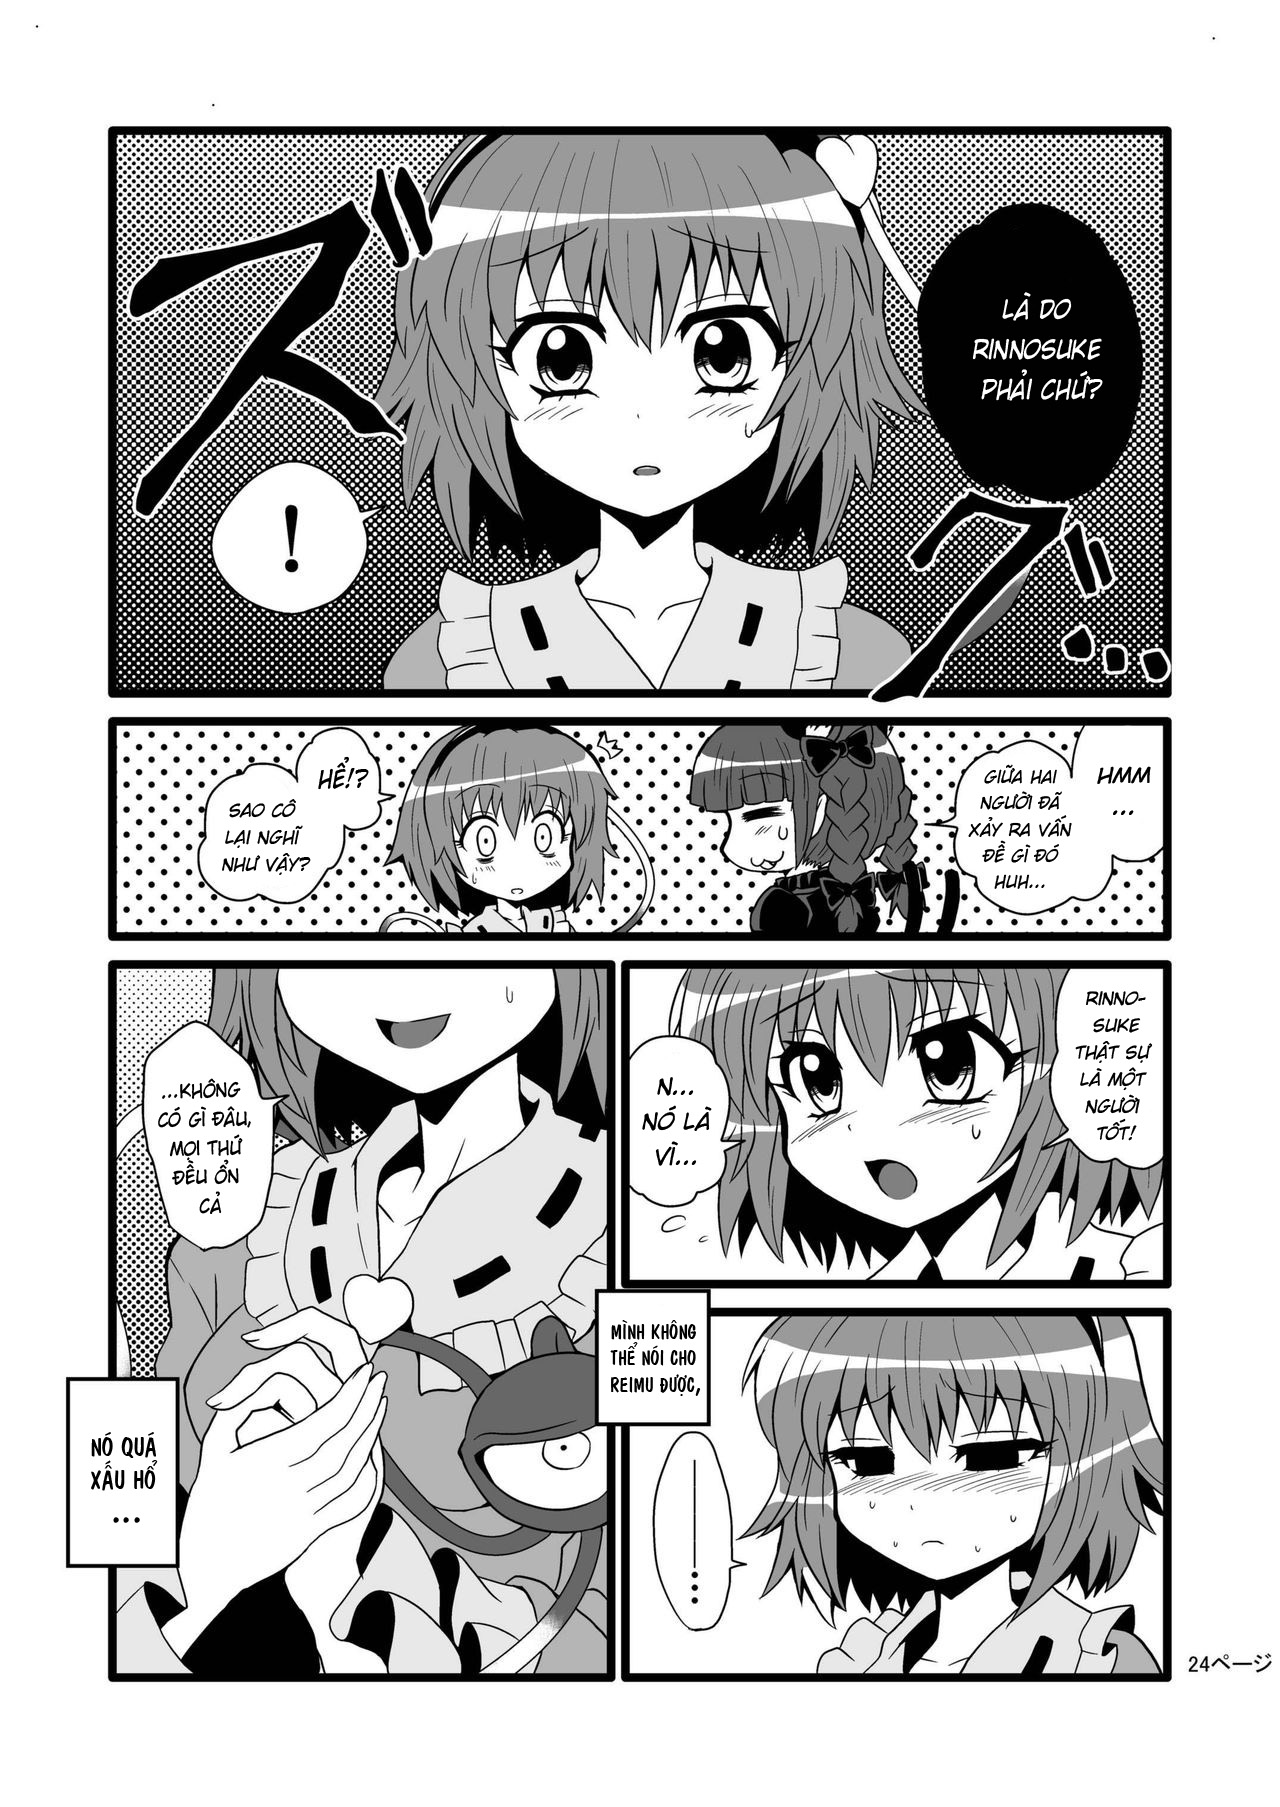 LÀ DO
RINNOSUKE
PHẢI CHỨ?
ズグ...
!
HMM
...
GIỮA HAI
NGƯỜI ĐÃ
XẢY RA VẤN
ĐỀ GÌ ĐÓ
HUH...
HỂ!?
SAO CÔ
LẠI NGHĨ
NHƯ VẬY?
RINNO-
SUKE
THẬT SỰ
LÀ MỘT
NGƯỜI
TỐT!
N...
NÓ LÀ
VÌ...
MÌNH KHÔNG
THỂ NÓI CHO
REIMU ĐƯỢC,
.........
...KHÔNG
CÓ GÌ ĐÂU,
MỌI THỨ
ĐỀU ỔN
CẢ
NÓ QUÁ
XẤU HỔ
...
24ページ